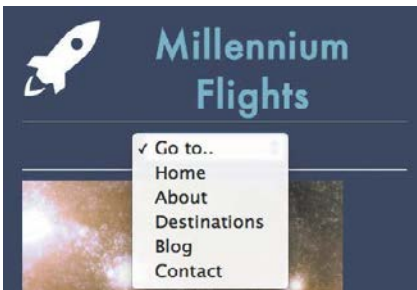 Millennium
Flights
✓ Go to..
Home
About
Destinations
Blog
Contact